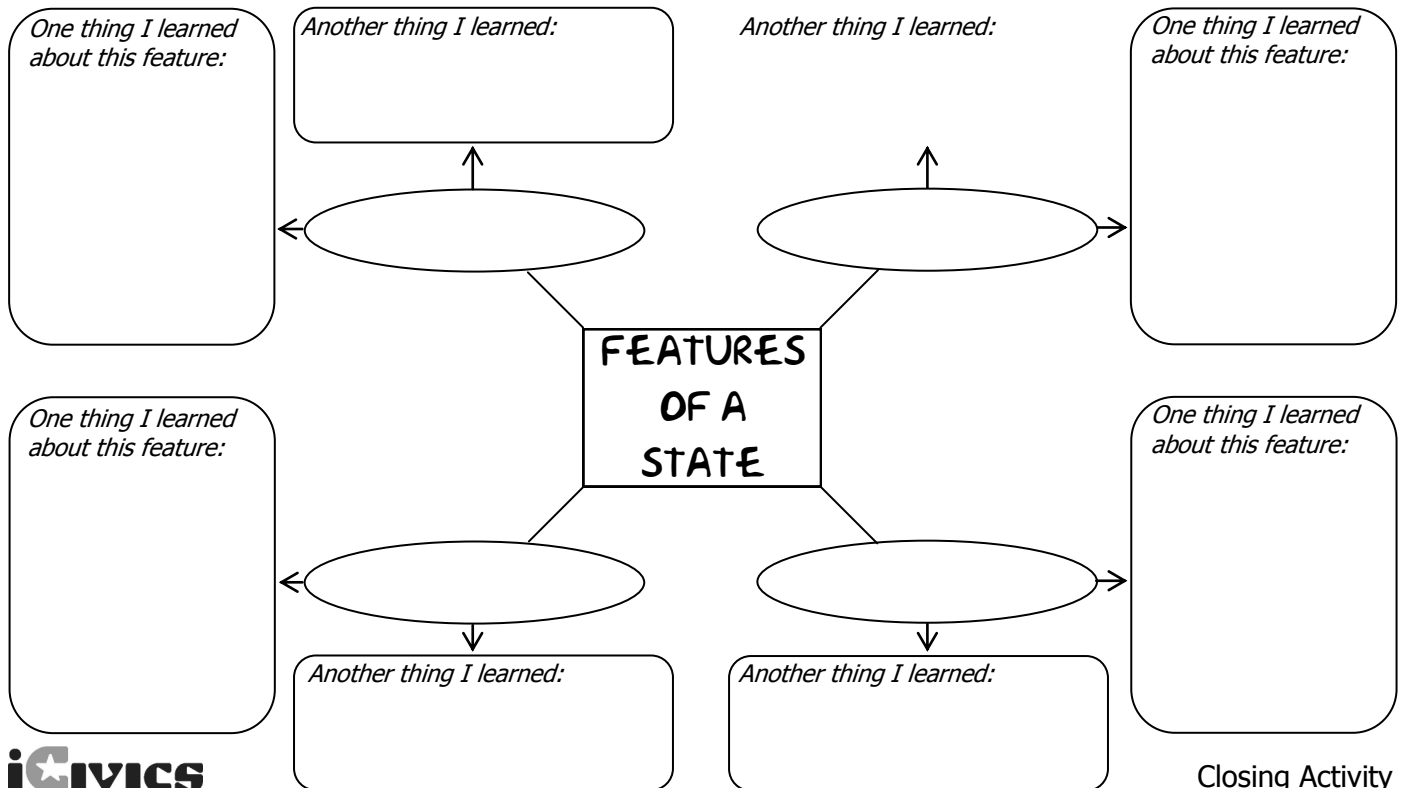 One thing I learned
about this feature:
Another thing I learned:
Another thing I learned:
One thing I learned
about this feature:
FEATURES
OF A
STATE
One thing I learned
about this feature:
One thing I learned
about this feature:
Another thing I learned:
Another thing I learned:
iCIVICS
Closing Activity